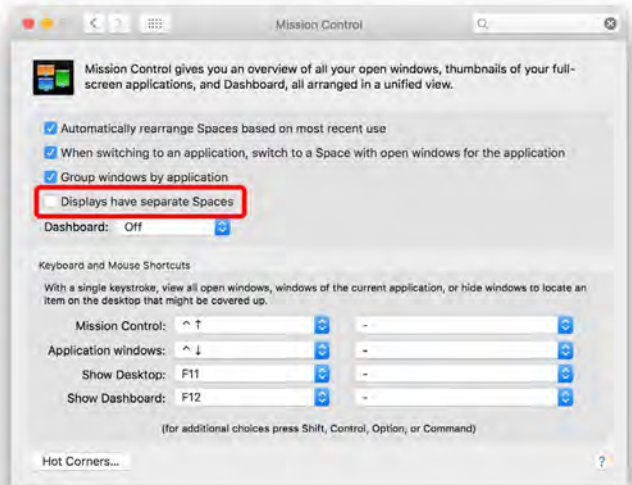 Mission Control
Mission Control gives you an overview of all your open windows, thumbnails of your full-
screen applications, and Dashboard, all arranged in a unified view.
Automatically rearrange Spaces based on most recent use
When switching to an application, switch to a Space with open windows for the application
Group windows by application
Displays have separate Spaces
Dashboard: Off
Keyboard and Mouse Shortcuts
With a single keystroke, view all open windows, windows of the current application, or hide windows to locate an
item on the desktop that might be covered up.
Mission Control: ^ ↑ -
Application windows: ^ ↓ -
Show Desktop: F11 -
Show Dashboard: F12 -
(for additional choices press Shift, Control, Option, or Command)
Hot Corners... ?